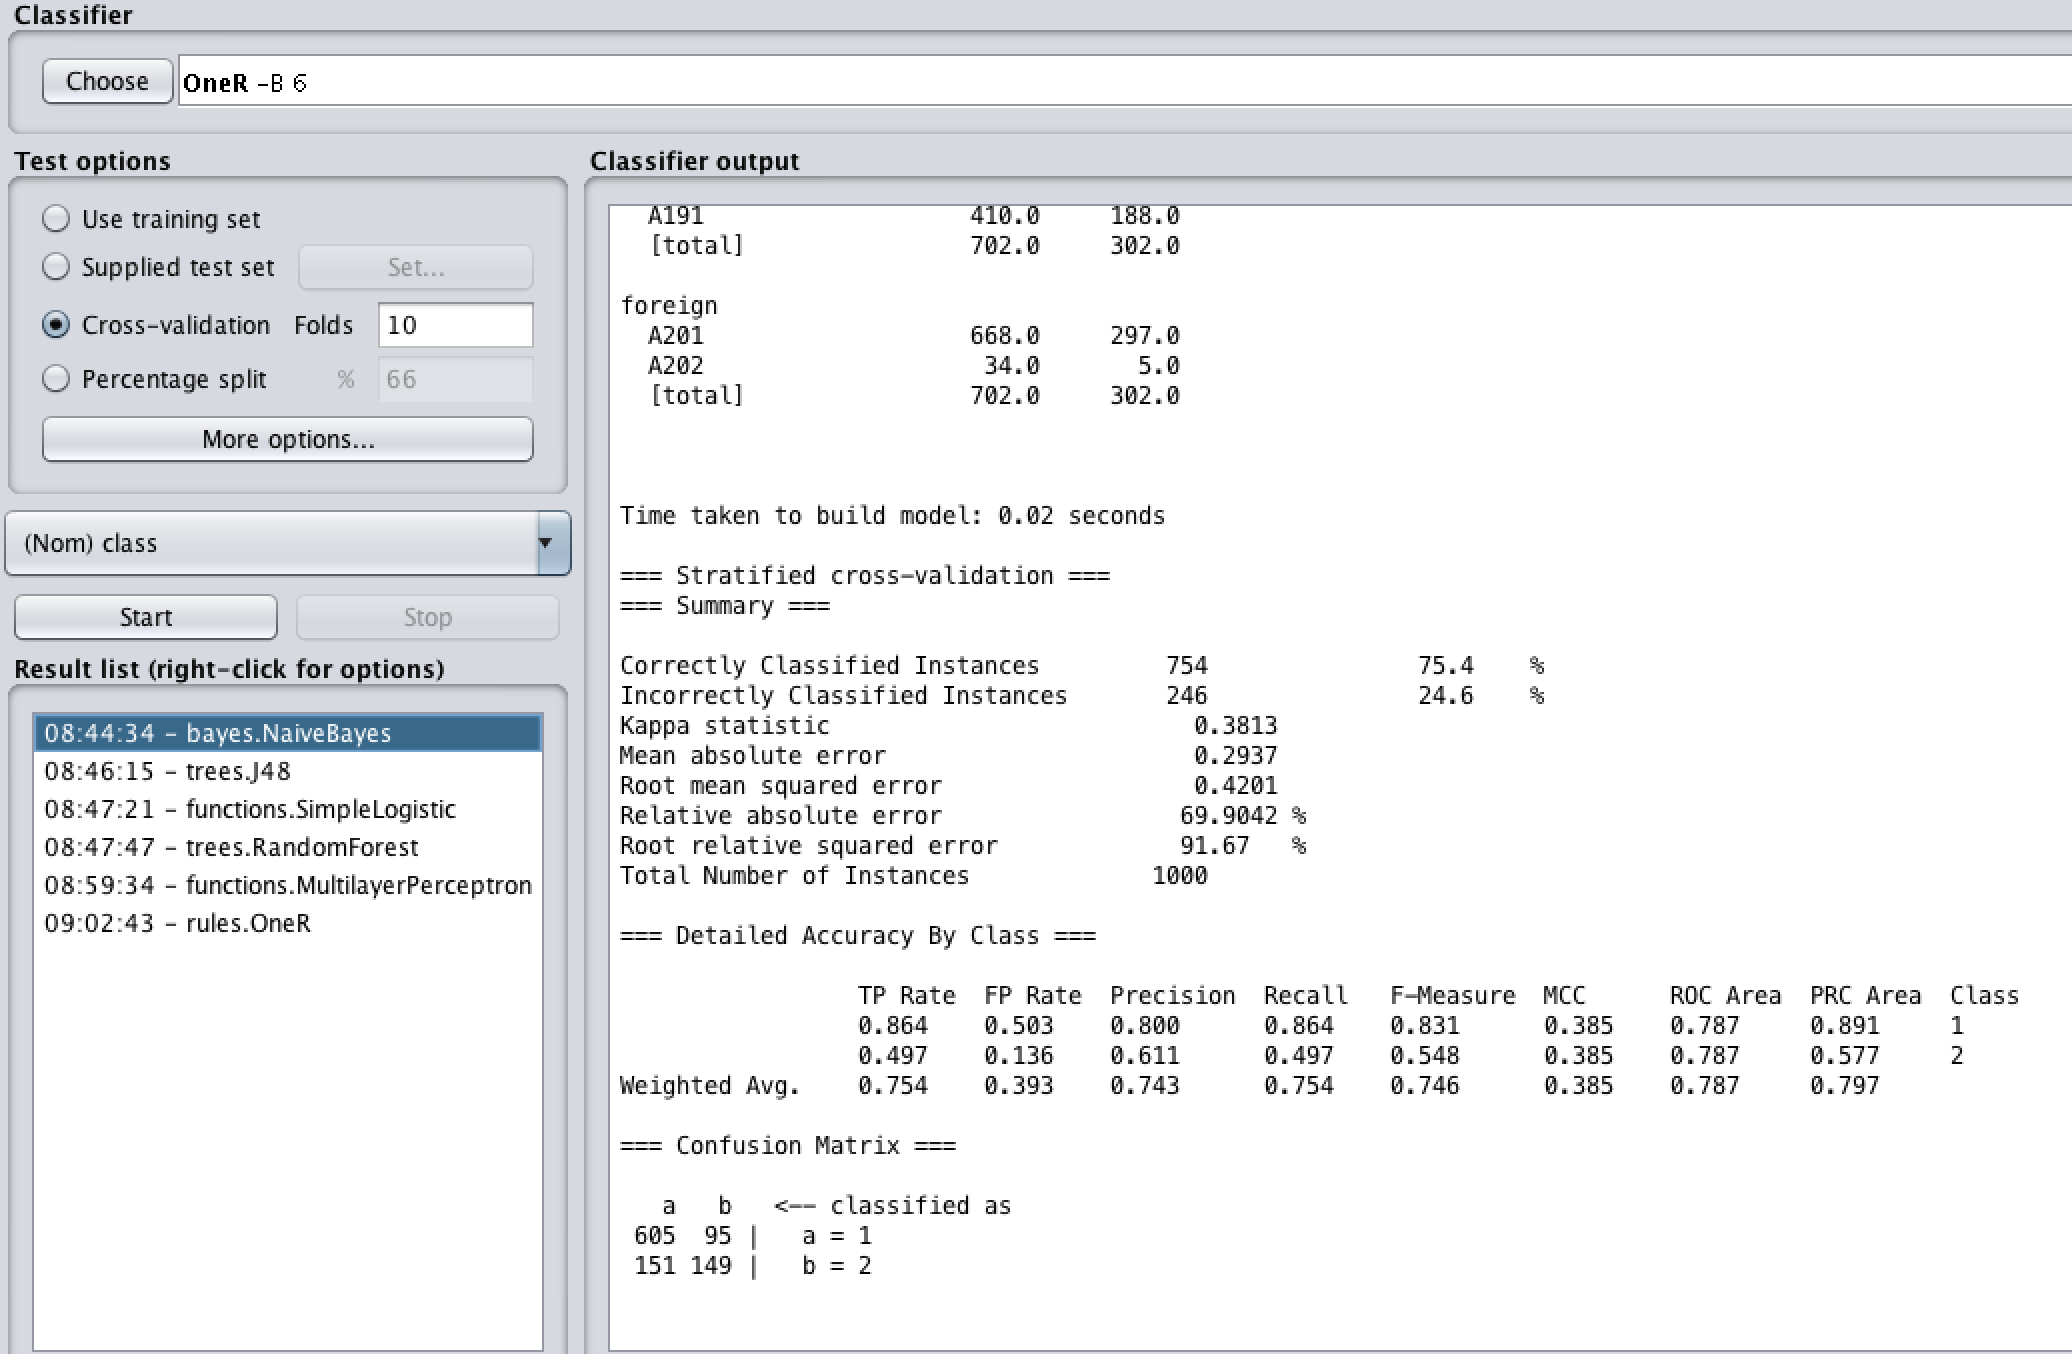 Classifier
Choose OneR -B 6
Test options
Use training set
Supplied test set Set...
Cross-validation Folds 10
Percentage split % 66
More options...
(Nom) class
Start Stop
Result list (right-click for options)
08:44:34 - bayes.NaiveBayes
08:46:15 - trees.J48
08:47:21 - functions.SimpleLogistic
08:47:47 - trees.RandomForest
08:59:34 - functions.MultilayerPerceptron
09:02:43 - rules.OneR
Classifier output
A191 410.0 188.0
[total] 702.0 302.0
foreign
A201 668.0 297.0
A202 34.0 5.0
[total] 702.0 302.0
Time taken to build model: 0.02 seconds
=== Stratified cross-validation ===
=== Summary ===
Correctly Classified Instances 754 75.4 %
Incorrectly Classified Instances 246 24.6 %
Kappa statistic 0.3813
Mean absolute error 0.2937
Root mean squared error 0.4201
Relative absolute error 69.9042 %
Root relative squared error 91.67 %
Total Number of Instances 1000
=== Detailed Accuracy By Class ===
TP Rate FP Rate Precision Recall F-Measure MCC ROC Area PRC Area Class
0.864 0.503 0.800 0.864 0.831 0.385 0.787 0.891 1
0.497 0.136 0.611 0.497 0.548 0.385 0.787 0.577 2
Weighted Avg. 0.754 0.393 0.743 0.754 0.746 0.385 0.787 0.797
=== Confusion Matrix ===
a b <-- classified as
605 95 | a = 1
151 149 | b = 2